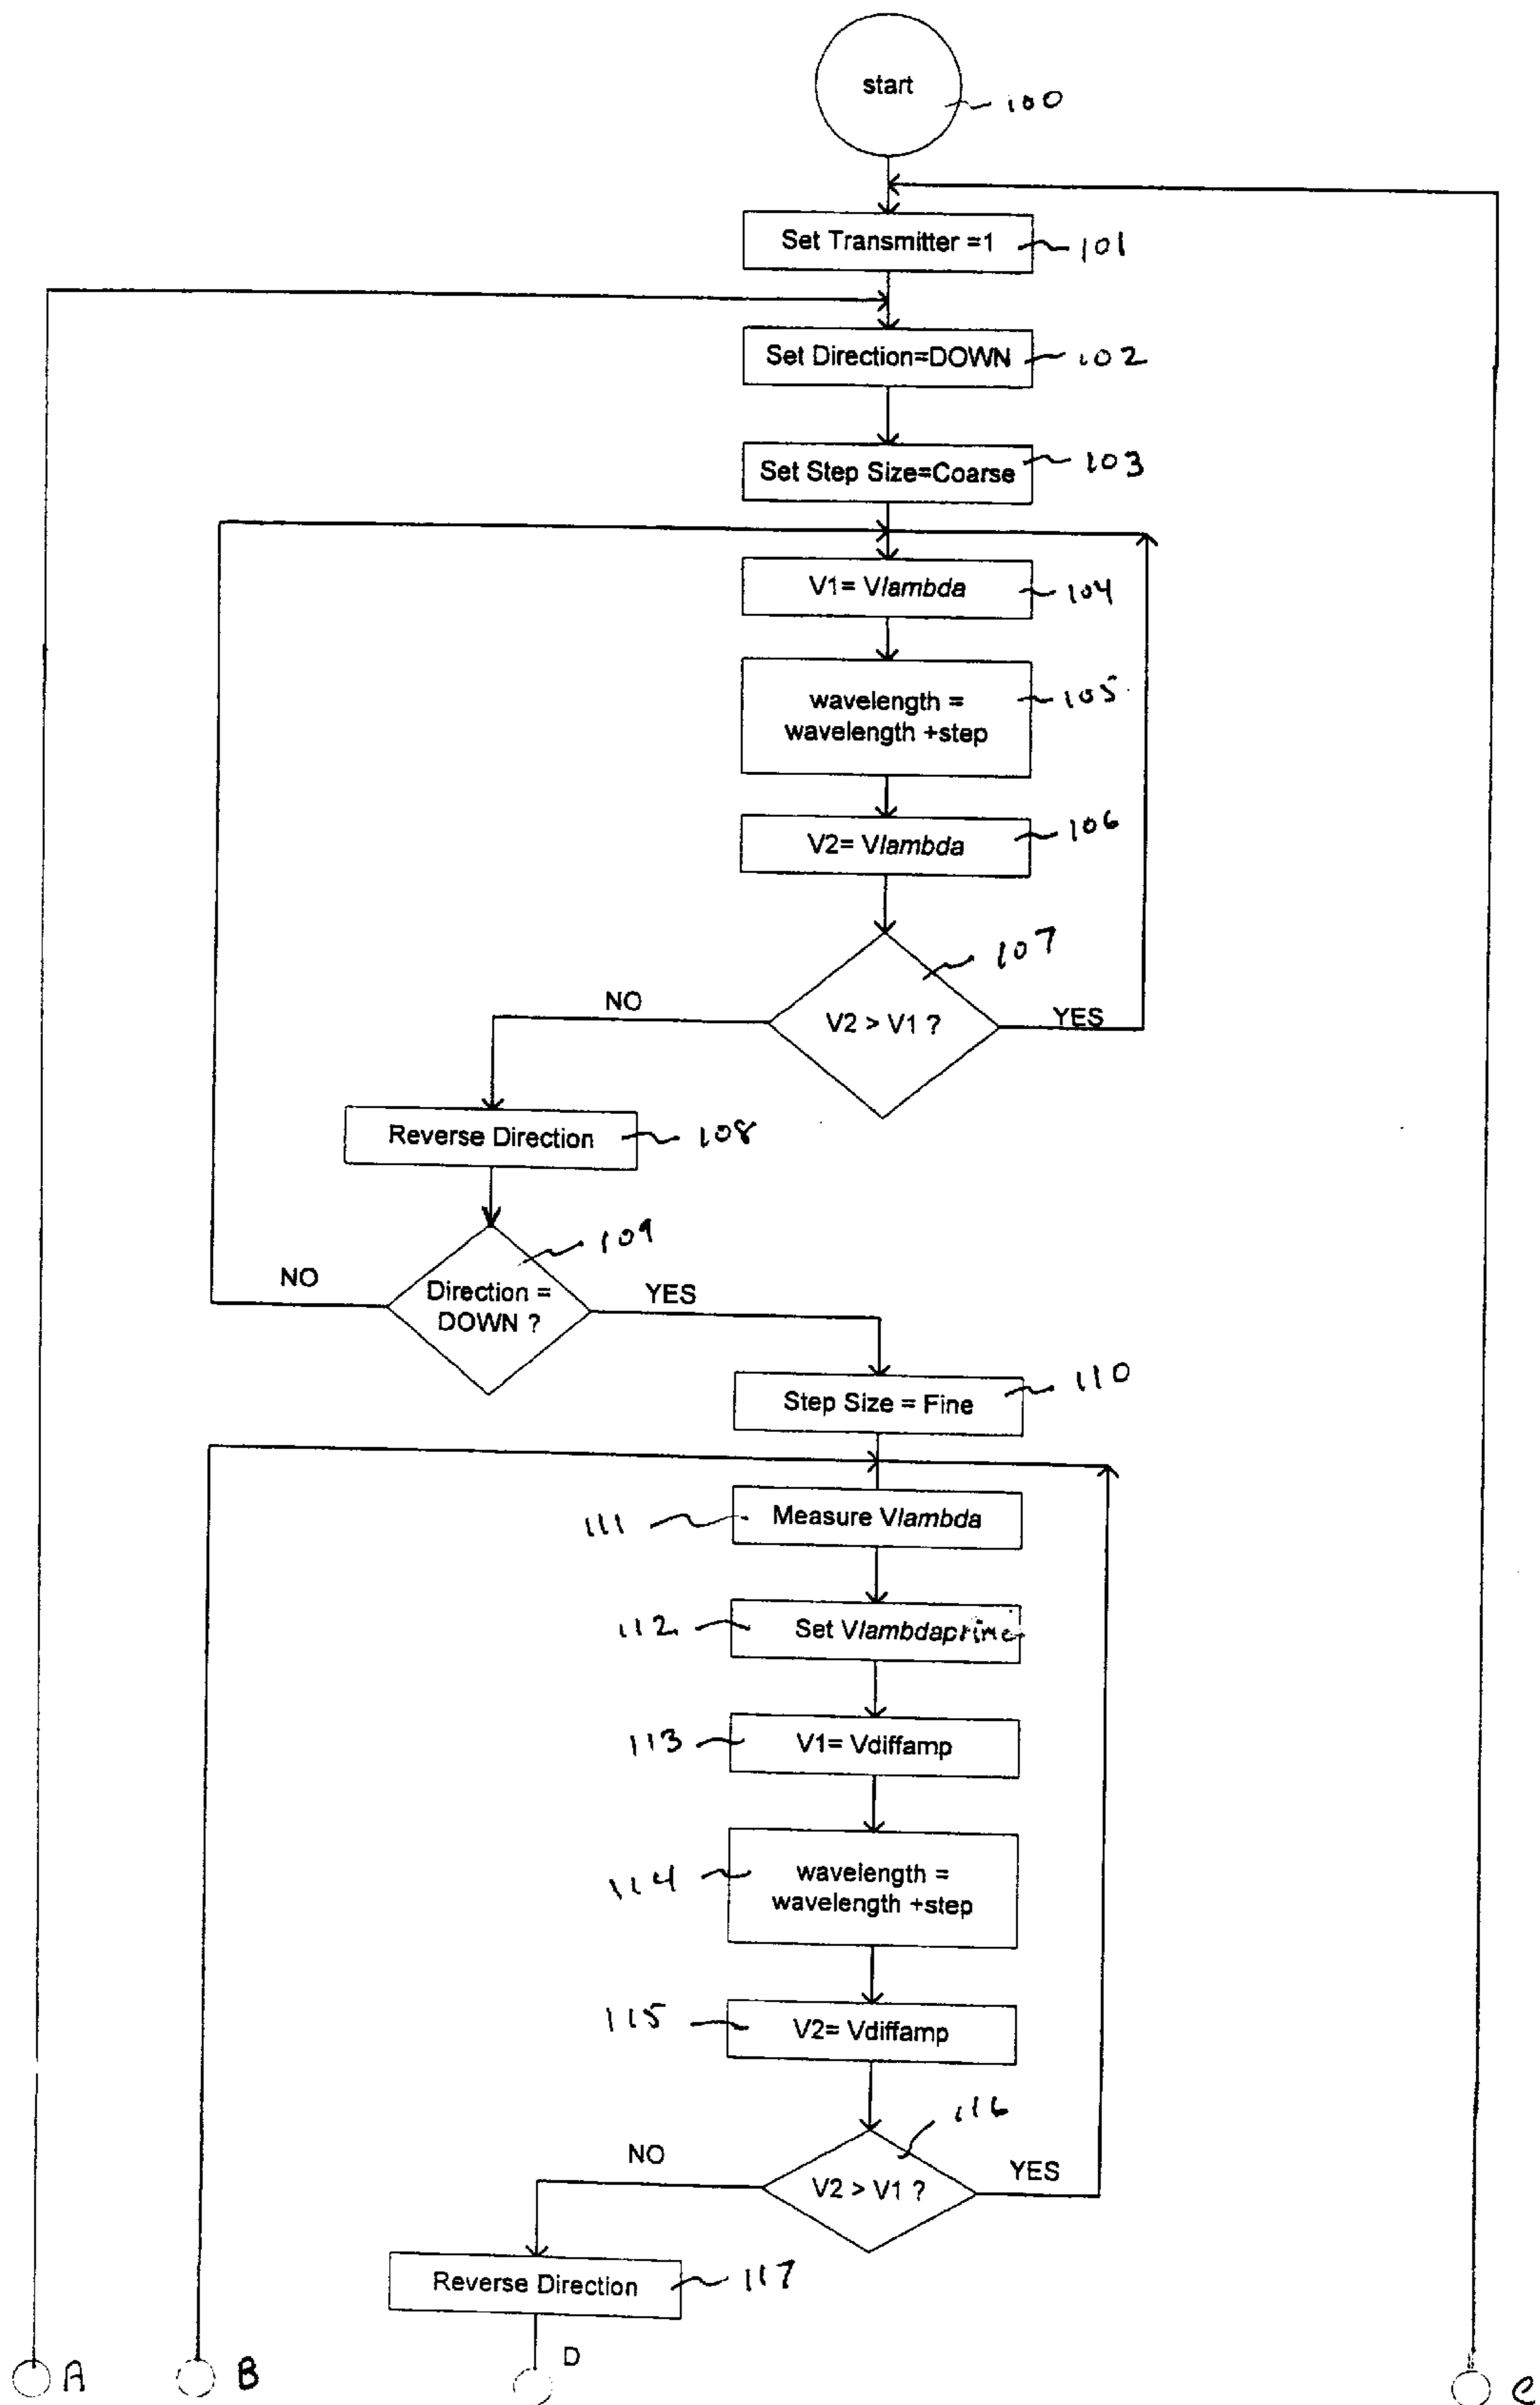 start
100
Set Transmitter =1
101
Set Direction=DOWN
102
Set Step Size=Coarse
103
V1= Vlambda
104
wavelength =
wavelength +step
105
V2= Vlambda
106
107
V2 > V1 ?
NO
YES
Reverse Direction
108
109
Direction =
DOWN ?
NO
YES
Step Size = Fine
110
111
Measure Vlambda
112
Set Vlambdaprime
113
V1= Vdiffamp
114
wavelength =
wavelength +step
115
V2= Vdiffamp
116
V2 > V1 ?
NO
YES
Reverse Direction
117
A
B
D
C